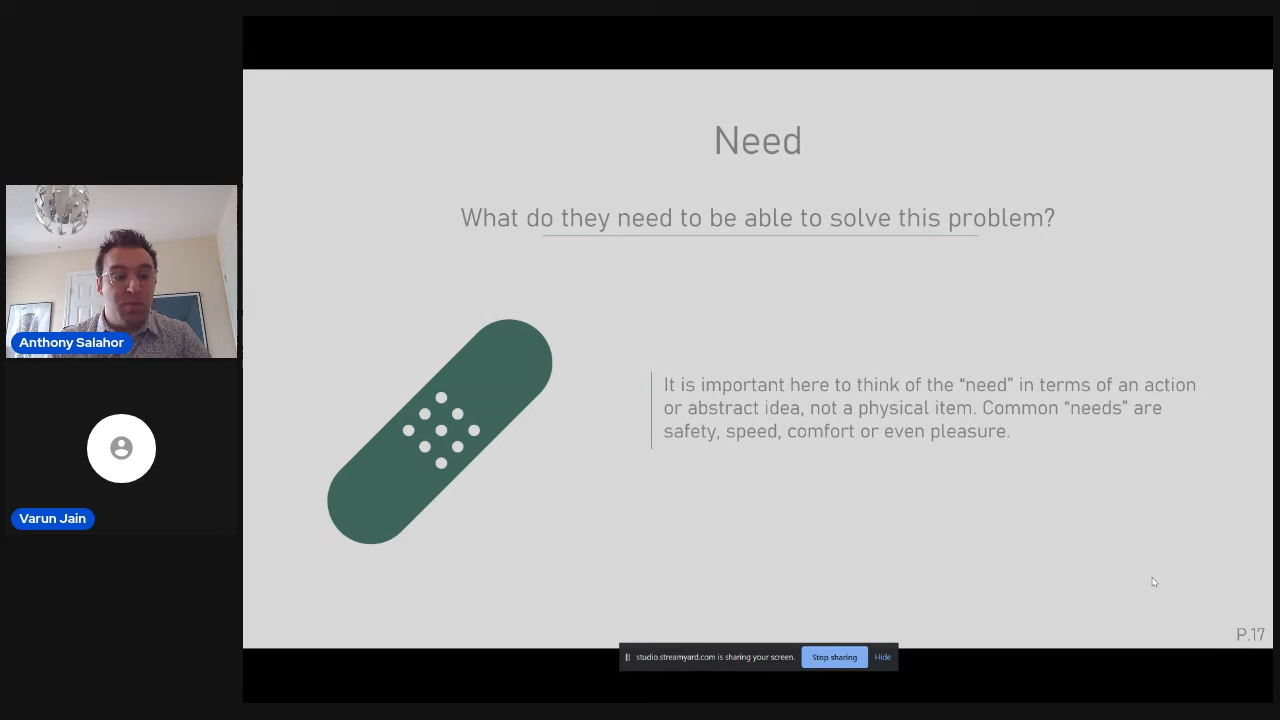 Need
What do they need to be able to solve this problem?
It is important here to think of the “need” in terms of an action
or abstract idea, not a physical item. Common “needs” are
safety, speed, comfort or even pleasure.
Anthony Salahor
Varun Jain
P.17
studio.streamyard.com is sharing your screen. Stop sharing Hide